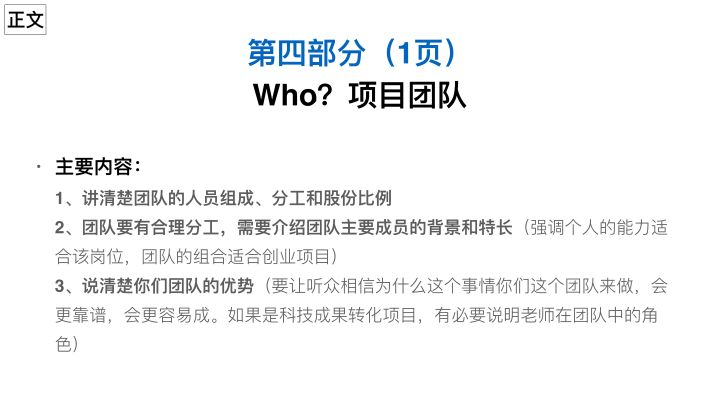 正文
第四部分（1页）
Who？项目团队
· 主要内容：
1、讲清楚团队的人员组成、分工和股份比例
2、团队要有合理分工，需要介绍团队主要成员的背景和特长（强调个人的能力适
合该岗位，团队的组合适合创业项目）
3、说清楚你们团队的优势（要让听众相信为什么这个事情你们这个团队来做，会
更靠谱，会更容易成。如果是科技成果转化项目，有必要说明老师在团队中的角
色）